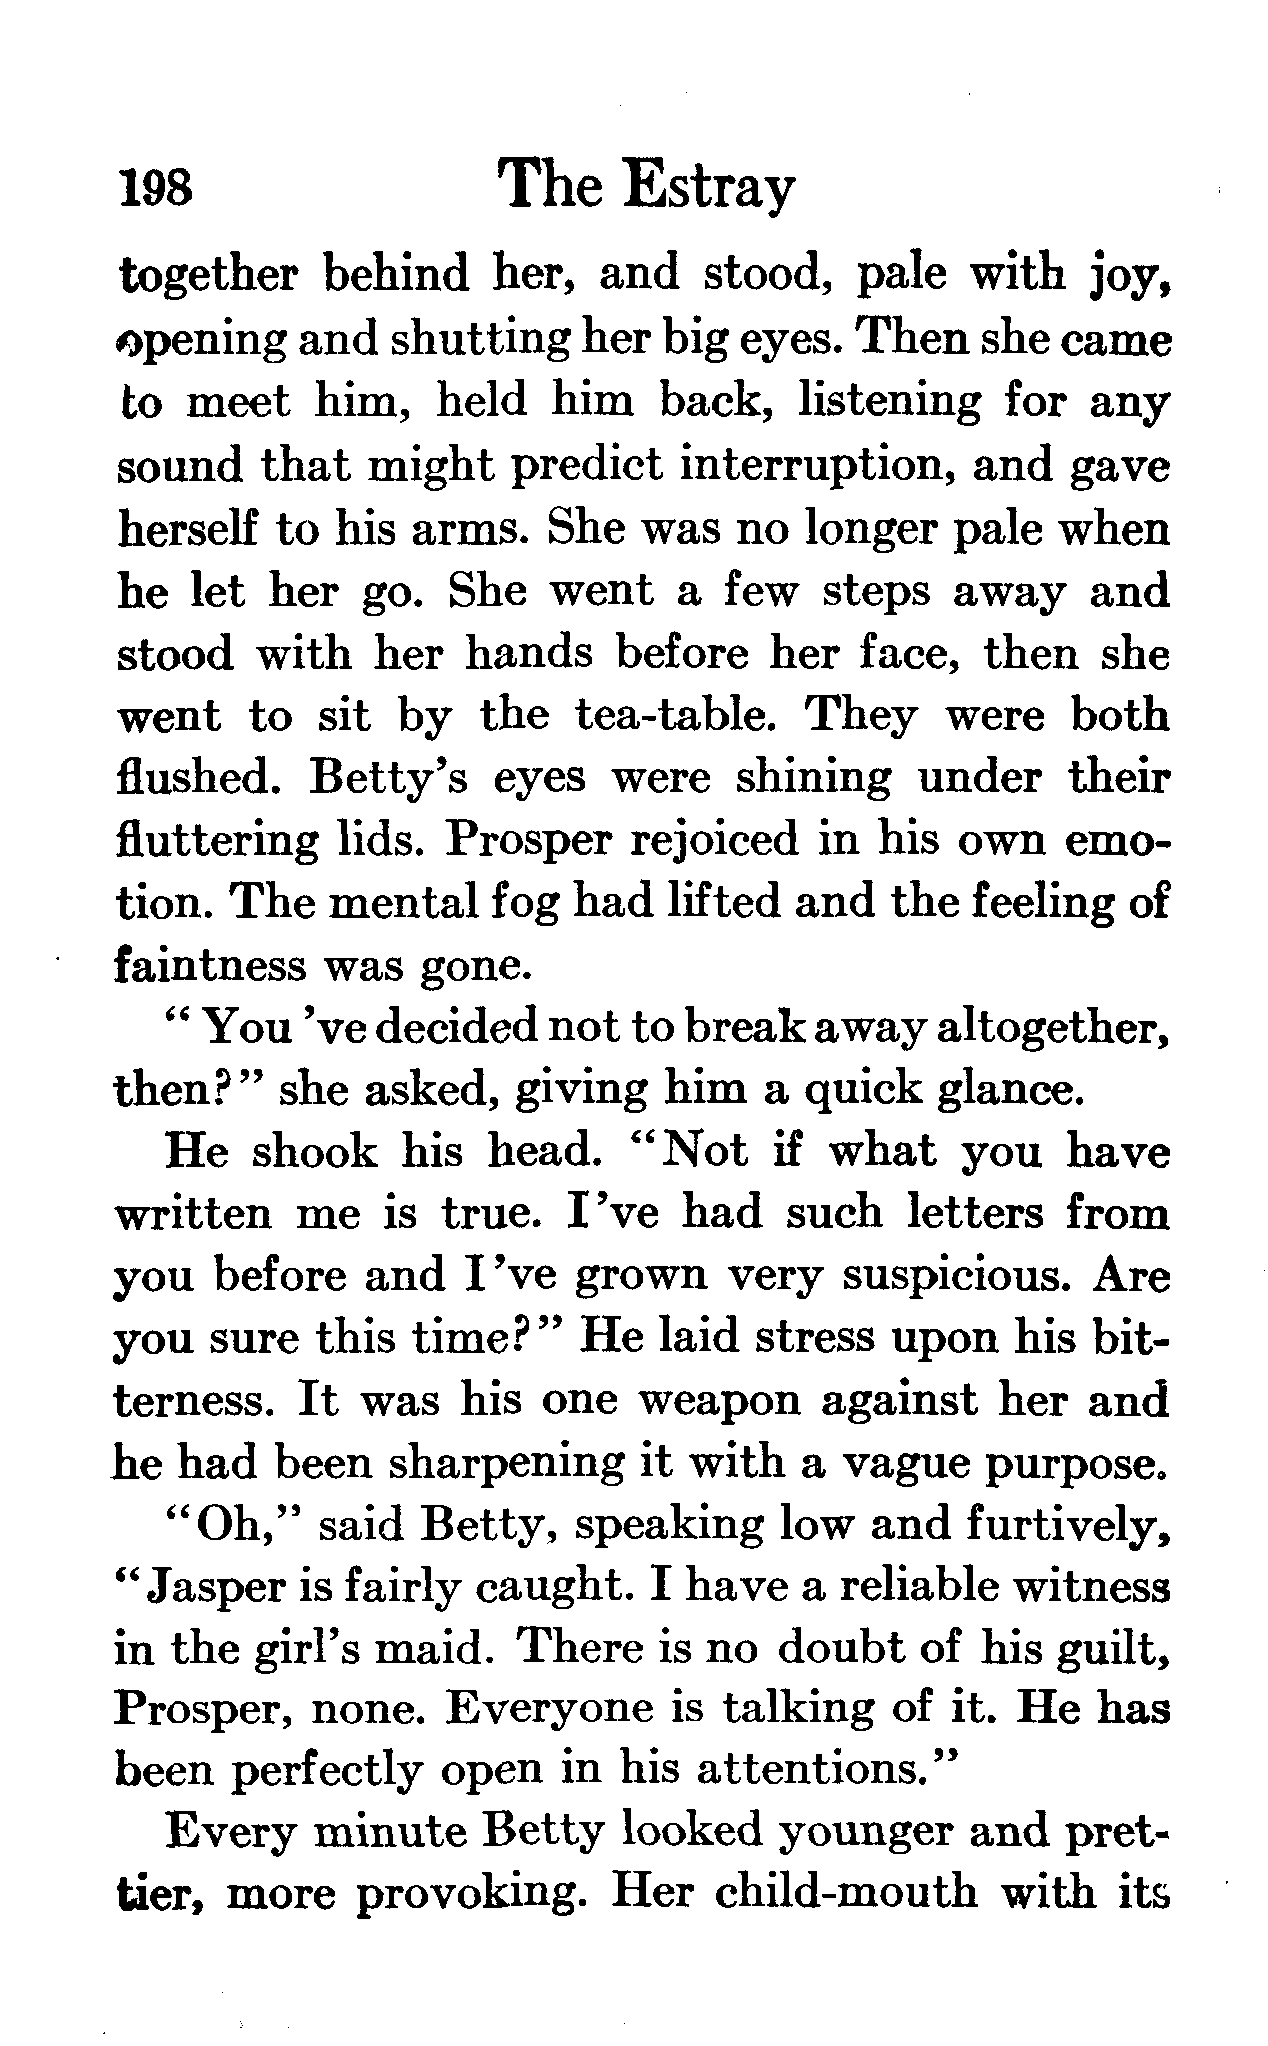 198 The Estray
together behind her, and stood, pale with joy,
opening and shutting her big eyes. Then she came
to meet him, held him back, listening for any
sound that might predict interruption, and gave
herself to his arms. She was no longer pale when
he let her go. She went a few steps away and
stood with her hands before her face, then she
went to sit by the tea-table. They were both
flushed. Betty's eyes were shining under their
fluttering lids. Prosper rejoiced in his own emo-
tion. The mental fog had lifted and the feeling of
faintness was gone.
"You 've decided not to break away altogether,
then?" she asked, giving him a quick glance.
He shook his head. "Not if what you have
written me is true. I 've had such letters from
you before and I 've grown very suspicious. Are
you sure this time?" He laid stress upon his bit-
terness. It was his one weapon against her and
he had been sharpening it with a vague purpose.
"Oh," said Betty, speaking low and furtively,
"Jasper is fairly caught. I have a reliable witness
in the girl's maid. There is no doubt of his guilt,
Prosper, none. Everyone is talking of it. He has
been perfectly open in his attentions."
Every minute Betty looked younger and pret-
tier, more provoking. Her child-mouth with its